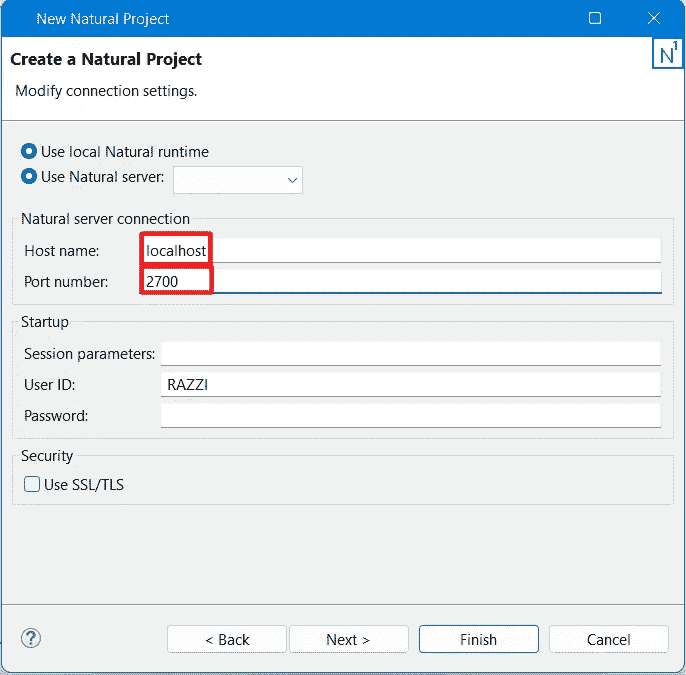 New Natural Project
Create a Natural Project
N1
Modify connection settings.
Use local Natural runtime
Use Natural server:
Natural server connection
Host name: localhost
Port number: 2700
Startup
Session parameters:
User ID: RAZZI
Password:
Security
Use SSL/TLS
? < Back Next > Finish Cancel